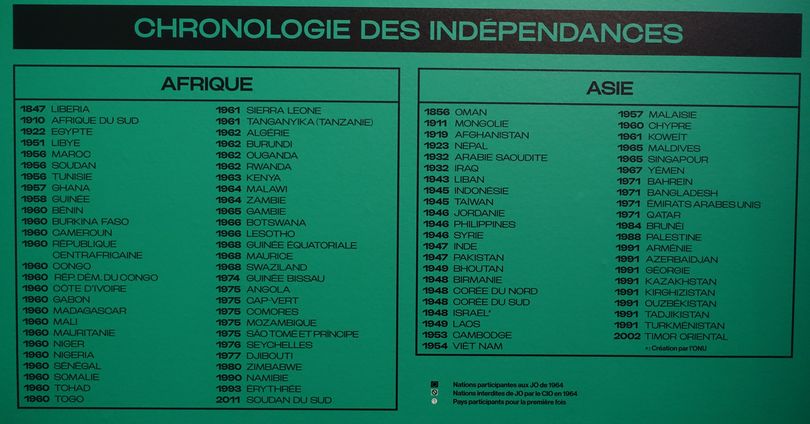 CHRONOLOGIE DES INDÉPENDANCES
AFRIQUE
1847 LIBERIA
1910 AFRIQUE DU SUD
1922 EGYPTE
1951 LIBYE
1956 MAROC
1956 SOUDAN
1956 TUNISIE
1957 GHANA
1958 GUINÉE
1960 BÉNIN
1960 BURKINA FASO
1960 CAMEROUN
1960 RÉPUBLIQUE
CENTRAFRICAINE
1960 CONGO
1960 RÉP. DÉM. DU CONGO
1960 CÔTE D'IVOIRE
1960 GABON
1960 MADAGASCAR
1960 MALI
1960 MAURITANIE
1960 NIGER
1960 NIGERIA
1960 SÉNÉGAL
1960 SOMALIE
1960 TCHAD
1960 TOGO
1961 SIERRA LEONE
1961 TANGANYIKA (TANZANIE)
1962 ALGÉRIE
1962 BURUNDI
1962 OUGANDA
1962 RWANDA
1963 KENYA
1964 MALAWI
1964 ZAMBIE
1965 GAMBIE
1966 BOTSWANA
1966 LESOTHO
1968 GUINÉE ÉQUATORIALE
1968 MAURICE
1968 SWAZILAND
1974 GUINÉE BISSAU
1975 ANGOLA
1975 CAP-VERT
1975 COMORES
1975 MOZAMBIQUE
1975 SÃO TOMÉ ET PRÍNCIPE
1976 SEYCHELLES
1977 DJIBOUTI
1980 ZIMBABWE
1990 NAMIBIE
1993 ÉRYTHRÉE
2011 SOUDAN DU SUD
ASIE
1856 OMAN
1911 MONGOLIE
1919 AFGHANISTAN
1923 NÉPAL
1932 ARABIE SAOUDITE
1932 IRAQ
1943 LIBAN
1945 INDONÉSIE
1945 TAÏWAN
1946 JORDANIE
1946 PHILIPPINES
1946 SYRIE
1947 INDE
1947 PAKISTAN
1949 BHOUTAN
1948 BIRMANIE
1948 CORÉE DU NORD
1948 CORÉE DU SUD
1948 ISRAËL*
1949 LAOS
1953 CAMBODGE
1954 VIÊT NAM
1957 MALAISIE
1960 CHYPRE
1961 KOWEÏT
1965 MALDIVES
1965 SINGAPOUR
1967 YÉMEN
1971 BAHREIN
1971 BANGLADESH
1971 ÉMIRATS ARABES UNIS
1971 QATAR
1984 BRUNÉI
1988 PALESTINE
1991 ARMÉNIE
1991 AZERBAÏDJAN
1991 GÉORGIE
1991 KAZAKHSTAN
1991 KIRGHIZISTAN
1991 OUZBÉKISTAN
1991 TADJIKISTAN
1991 TURKMÉNISTAN
2002 TIMOR ORIENTAL
(*) Création par l'ONU
Nations participantes aux JO de 1964
Nations interdites de JO par le CIO en 1964
Pays participants pour la première fois